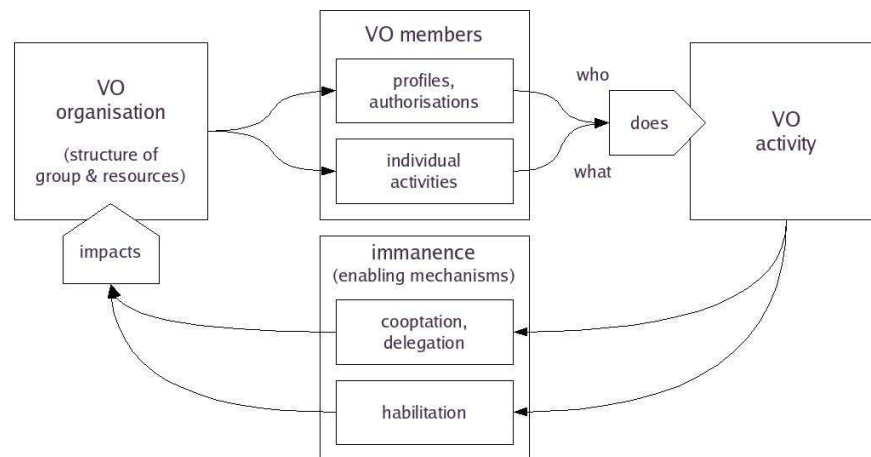 VO
organisation
(structure of
group & resources)
impacts
VO members
profiles,
authorisations
individual
activities
who
does
what
VO
activity
immanence
(enabling mechanisms)
cooptation,
delegation
habilitation